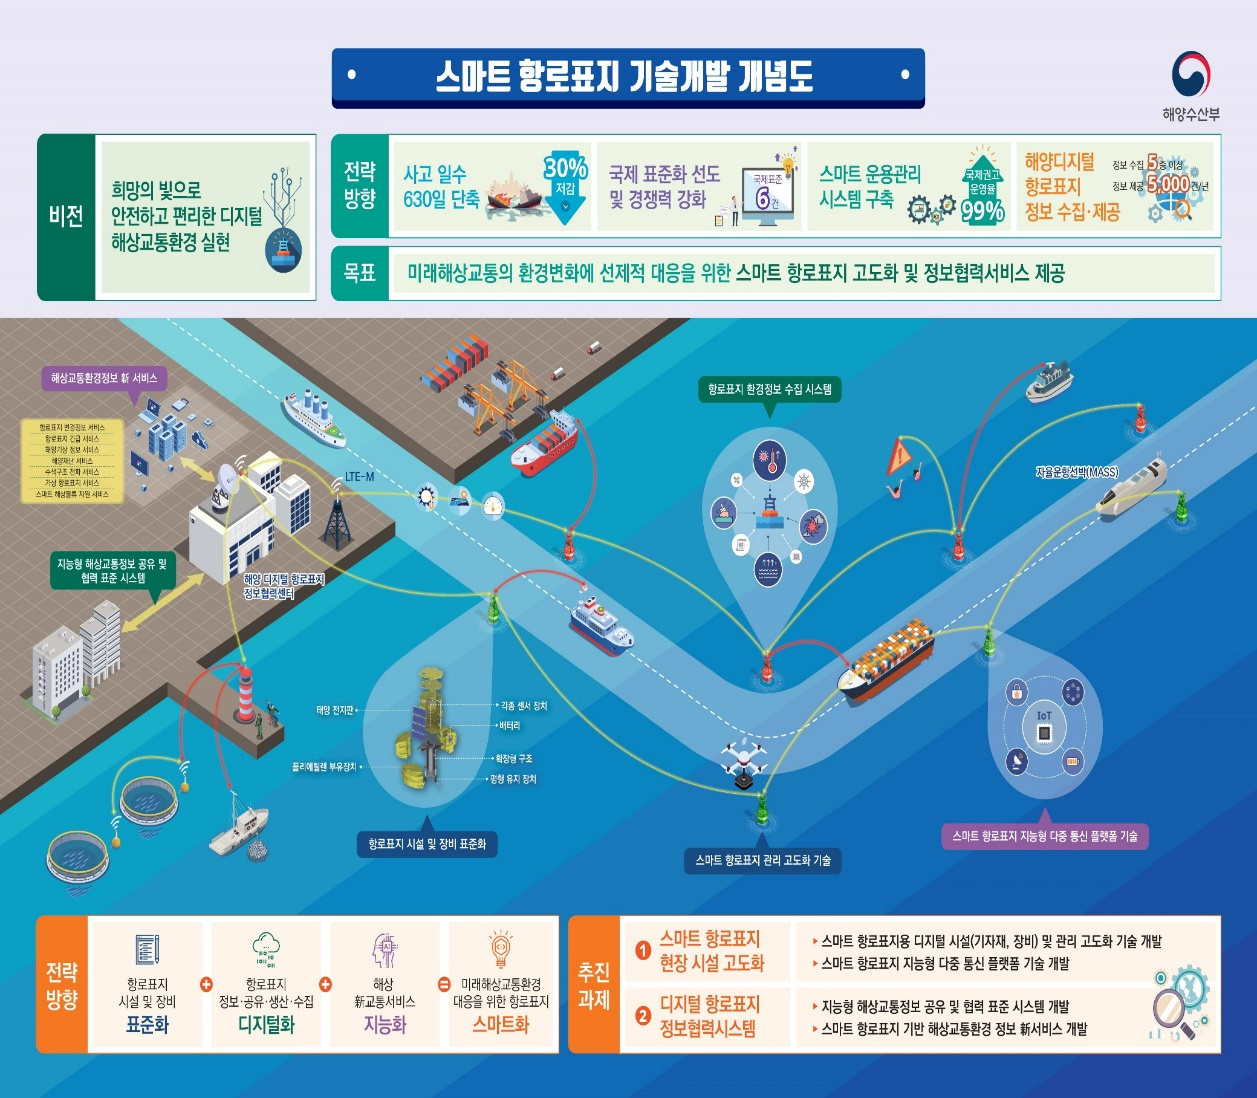 스마트 항로표지 기술개발 개념도
해양수산부
비전
희망의 빛으로
안전하고 편리한 디지털
해상교통환경 실현
전략
방향
사고 일수
630일 단축
30%
저감
국제 표준화 선도
및 경쟁력 강화
국제표준
6건
스마트 운용관리
시스템 구축
국제권고
운영율
99%
해양디지털
항로표지
정보 수집·제공
정보 수집 5종 이상
정보 제공 5,000건/년
목표
미래해상교통의 환경변화에 선제적 대응을 위한 스마트 항로표지 고도화 및 정보협력서비스 제공
해상교통환경정보 新 서비스
항로표지 변경정보 서비스
항로표지 긴급 서비스
해양기상 정보 서비스
해양재난 서비스
수색구조 전파 서비스
가상 항로표지 서비스
스마트 해상물류 지원 서비스
LTE-M
지능형 해상교통정보 공유 및
협력 표준 시스템
해양 디지털 항로표지
정보협력센터
항로표지 환경정보 수집 시스템
자율운항선박(MASS)
태양 전지판
폴리에틸렌 부유장치
각종 센서 장치
배터리
확장형 구조
평형 유지 장치
항로표지 시설 및 장비 표준화
스마트 항로표지 관리 고도화 기술
IoT
스마트 항로표지 지능형 다중 통신 플랫폼 기술
전략
방향
항로표지
시설 및 장비
표준화
+
항로표지
정보·공유·생산·수집
디지털화
+
해상
新교통서비스
지능화
=
AI
미래해상교통환경
대응을 위한 항로표지
스마트화
추진
과제
1 스마트 항로표지
현장 시설 고도화
▸ 스마트 항로표지용 디지털 시설(기자재, 장비) 및 관리 고도화 기술 개발
▸ 스마트 항로표지 지능형 다중 통신 플랫폼 기술 개발
2 디지털 항로표지
정보협력시스템
▸ 지능형 해상교통정보 공유 및 협력 표준 시스템 개발
▸ 스마트 항로표지 기반 해상교통환경 정보 新서비스 개발